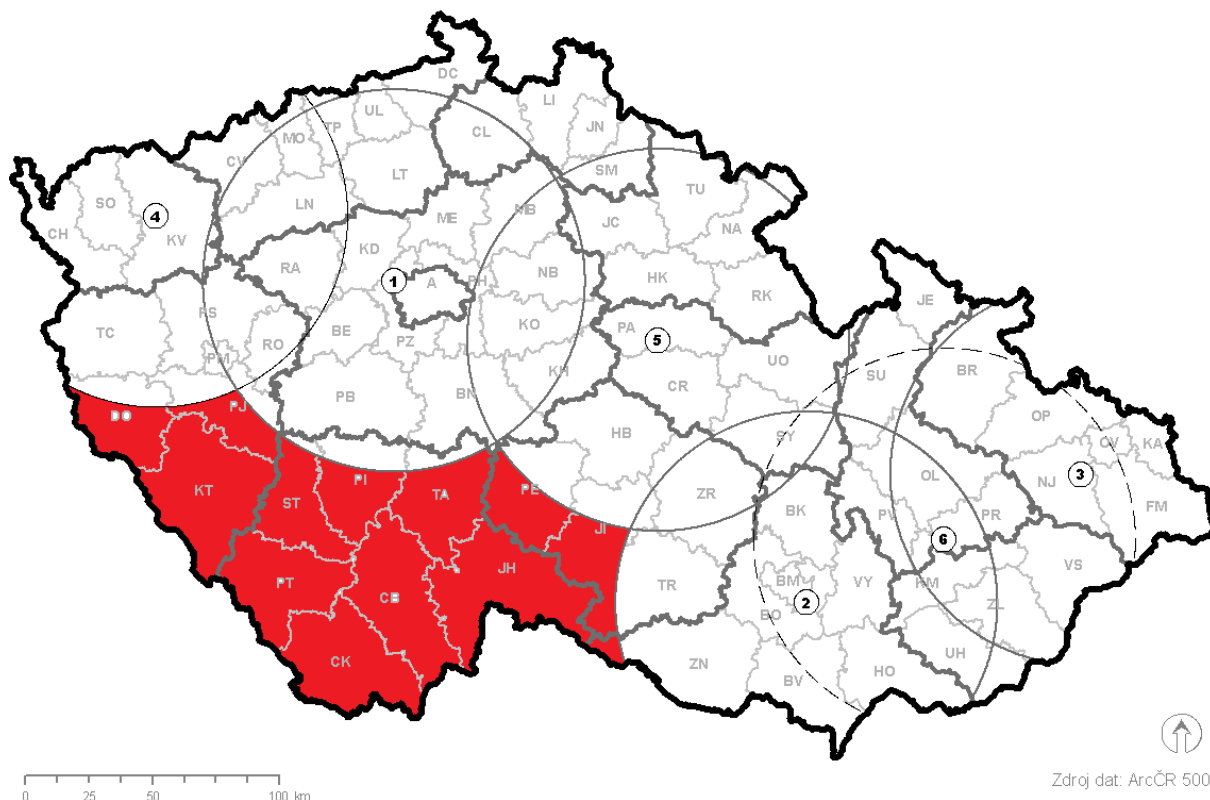 DC
LI
UL
TP
MO
JN
CL
CV
LT
SM
TU
SO
LN
ME
MB
JC
NA
4
CH
KV
KD
RA
1
A
PH
NB
HK
RK
JE
PS
TC
BE
PZ
KO
PA
5
RO
PM
UO
SU
BR
KH
CR
PB
BN
DO
PJ
OP
HB
SY
OV
KA
KT
ST
PI
TA
PE
ZR
OL
NJ
3
FM
JI
BK
PV
PR
6
PT
CB
JH
TR
BM
VY
KM
VS
BO
2
ZL
CK
ZN
BV
HO
UH
0 25 50 100 km
Zdroj dat: ArcČR 500